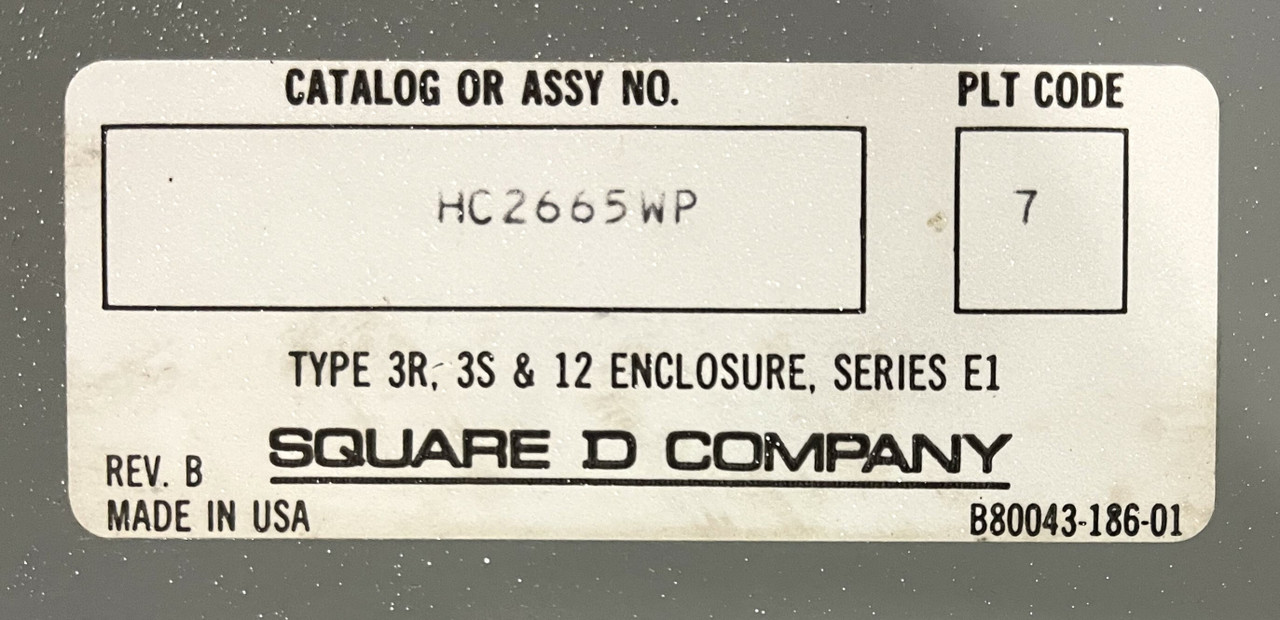 CATALOG OR ASSY NO. PLT CODE
HC2665WP 7
TYPE 3R, 3S & 12 ENCLOSURE, SERIES E1
SQUARE D COMPANY
REV. B
MADE IN USA B80043-186-01